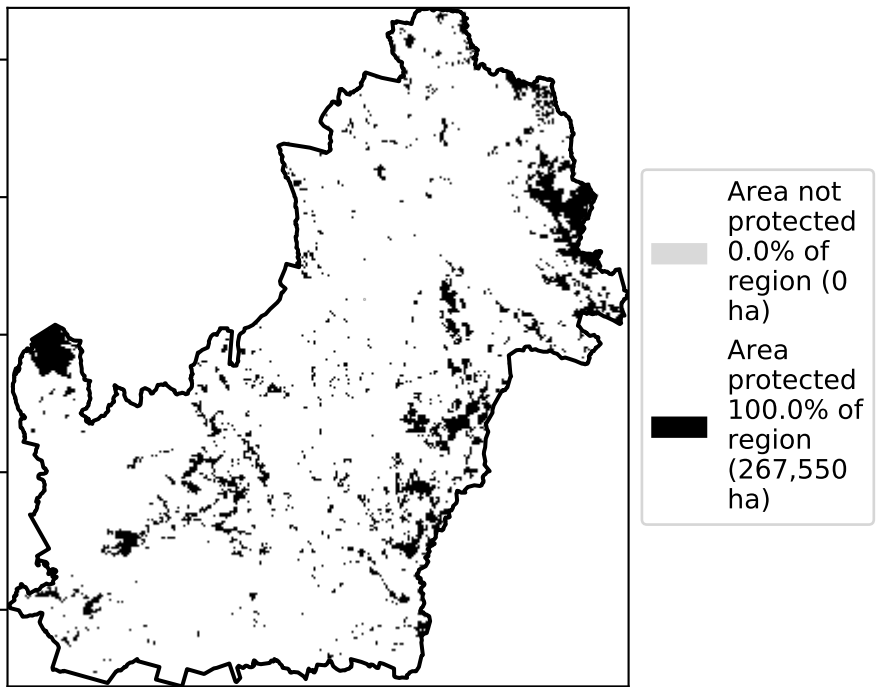 Area not
protected
0.0% of
region (0
ha)
Area
protected
100.0% of
region
(267,550
ha)